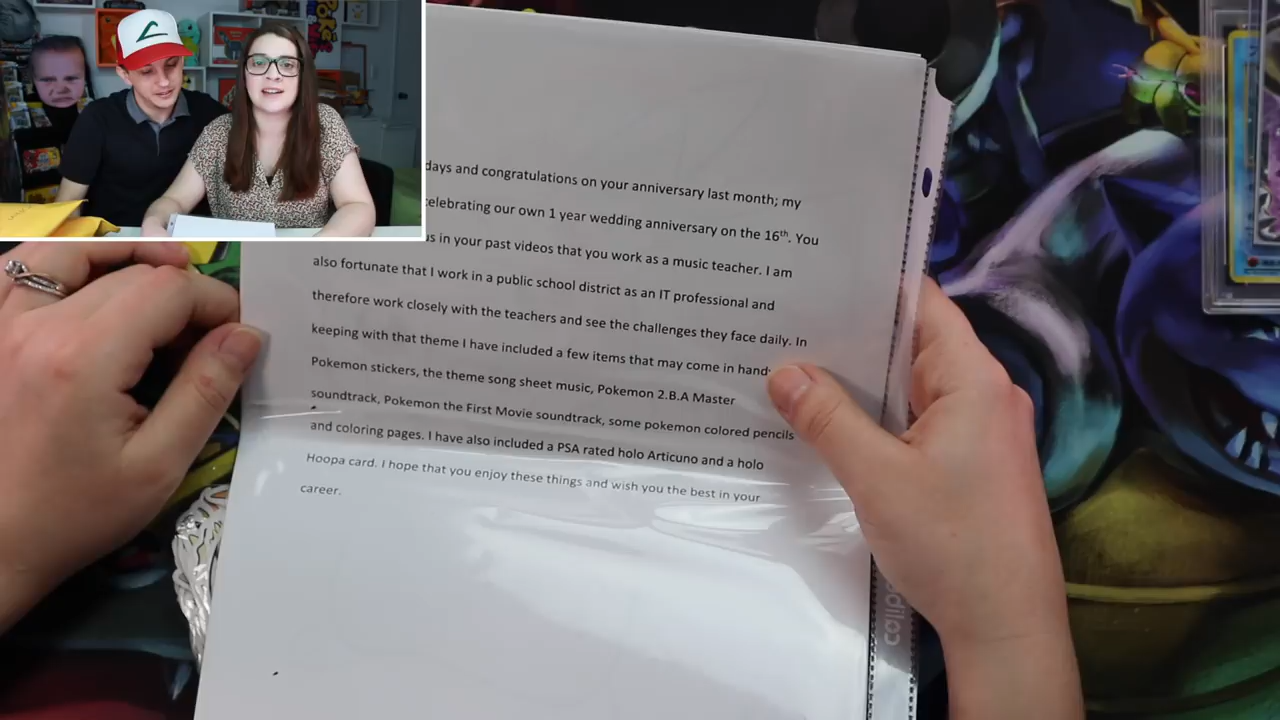 days and congratulations on your anniversary last month; my
celebrating our own 1 year wedding anniversary on the 16th. You
us in your past videos that you work as a music teacher. I am
also fortunate that I work in a public school district as an IT professional and
therefore work closely with the teachers and see the challenges they face daily. In
keeping with that theme I have included a few items that may come in hand
Pokemon stickers, the theme song sheet music, Pokemon 2.B.A Master
soundtrack, Pokemon the First Movie soundtrack, some pokemon colored pencils
and coloring pages. I have also included a PSA rated holo Articuno and a holo
Hoopa card. I hope that you enjoy these things and wish you the best in your
career.